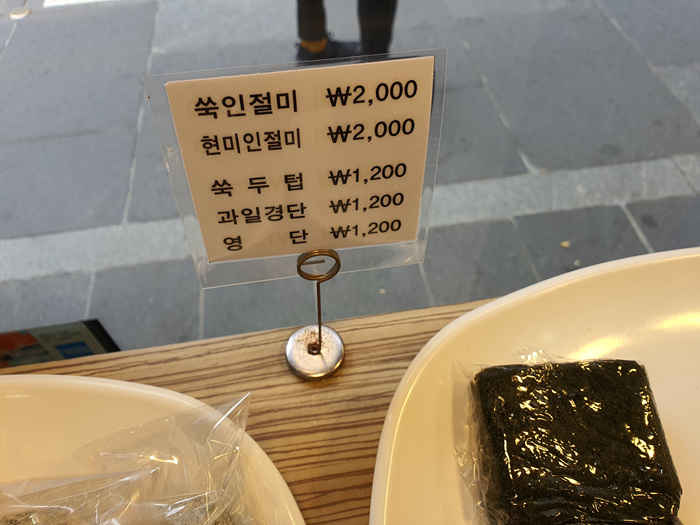 쑥인절미 ₩2,000
현미인절미 ₩2,000
쑥 두 텁 ₩1,200
과일경단 ₩1,200
영 단 ₩1,200